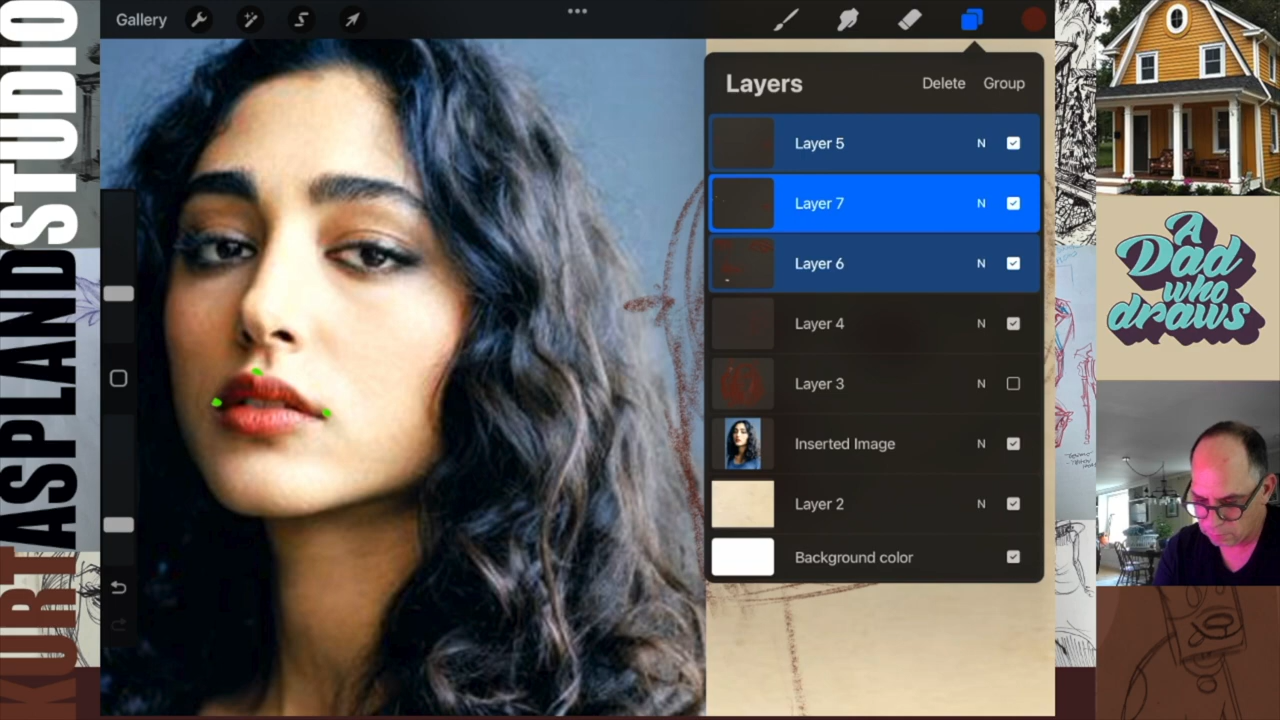 KURT ASPLAND STUDIO
Gallery
Layers
Delete
Group
Layer 5
N
Layer 7
N
Layer 6
N
Layer 4
N
Layer 3
N
Inserted Image
N
Layer 2
N
Background color
A
Dad
who
draws